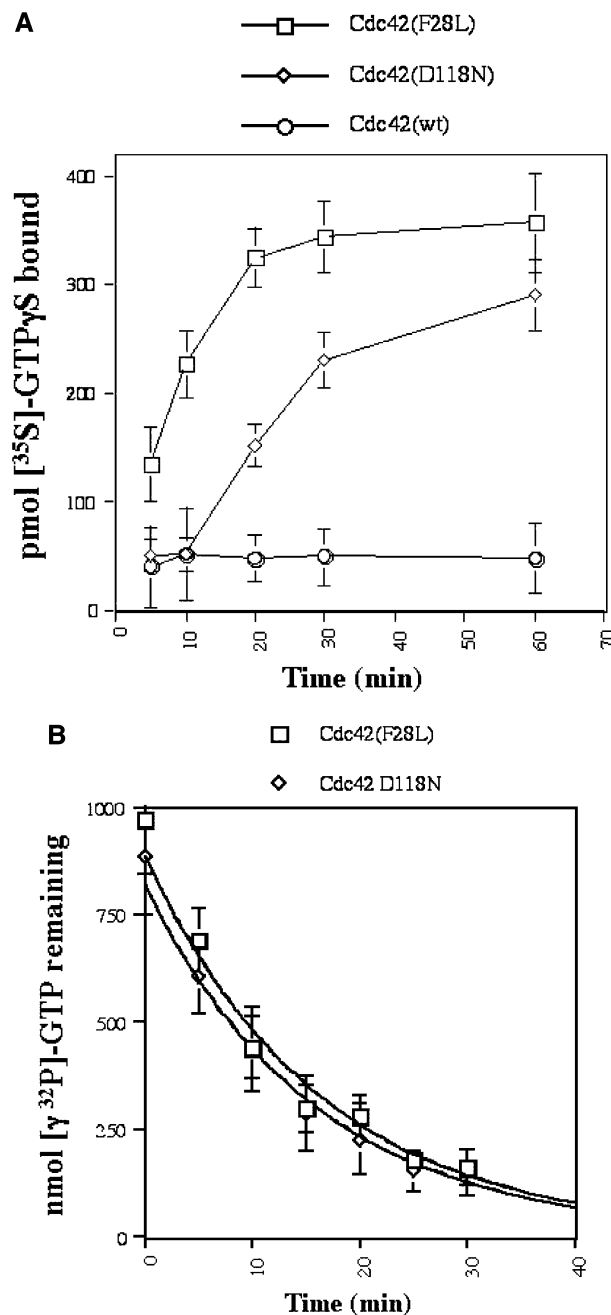 A
Cdc42(F28L)
Cdc42(D118N)
Cdc42(wt)
pmol [35S]-GTPγS bound
400
300
200
100
0
0 10 20 30 40 50 60 70
Time (min)
B
Cdc42(F28L)
Cdc42 D118N
nmol [γ 32P]-GTP remaining
1000
750
500
250
0
0 10 20 30 40
Time (min)